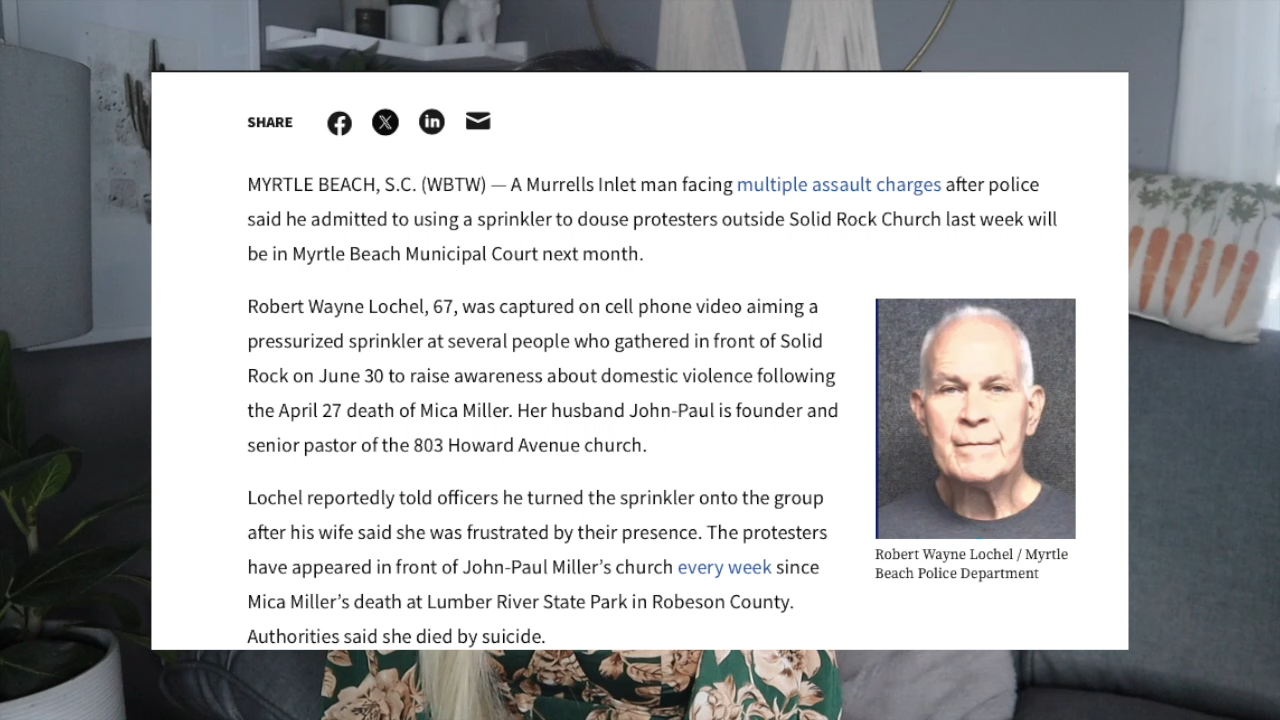 SHARE
MYRTLE BEACH, S.C. (WBTW) — A Murrells Inlet man facing multiple assault charges after police
said he admitted to using a sprinkler to douse protesters outside Solid Rock Church last week will
be in Myrtle Beach Municipal Court next month.
Robert Wayne Lochel, 67, was captured on cell phone video aiming a
pressurized sprinkler at several people who gathered in front of Solid
Rock on June 30 to raise awareness about domestic violence following
the April 27 death of Mica Miller. Her husband John-Paul is founder and
senior pastor of the 803 Howard Avenue church.
Lochel reportedly told officers he turned the sprinkler onto the group
after his wife said she was frustrated by their presence. The protesters
have appeared in front of John-Paul Miller’s church every week since
Mica Miller’s death at Lumber River State Park in Robeson County.
Authorities said she died by suicide.
Robert Wayne Lochel / Myrtle
Beach Police Department